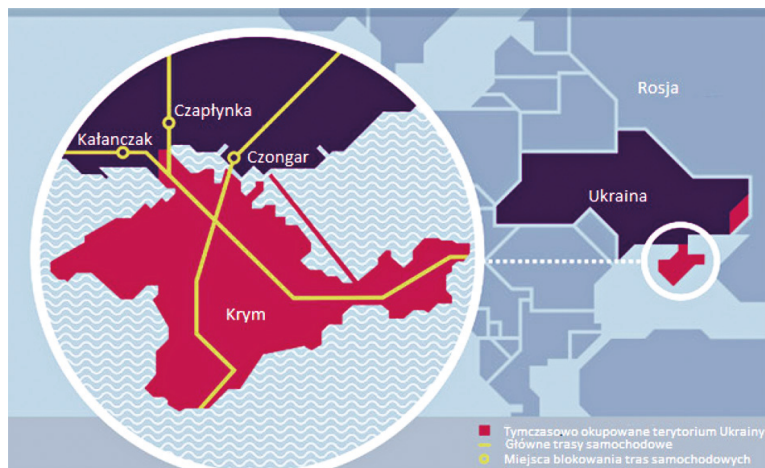 Rosja
Czapłynka
Kałanczak
Czongar
Ukraina
Krym
Tymczasowo okupowane terytorium Ukrainy
Główne trasy samochodowe
Miejsca blokowania tras samochodowych